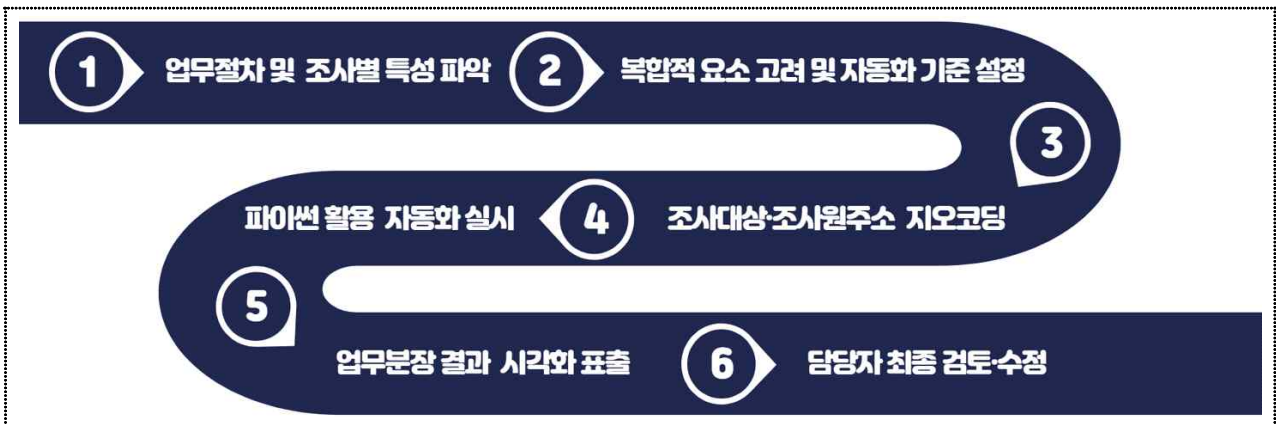 1 업무절차 및 조사별 특성 파악
2 복합적 요소 고려 및 자동화 기준 설정
3 조사대상·조사원주소 지오코딩
4 파이썬 활용 자동화 실시
5 업무분장 결과 시각화 표출
6 담당자 최종 검토·수정